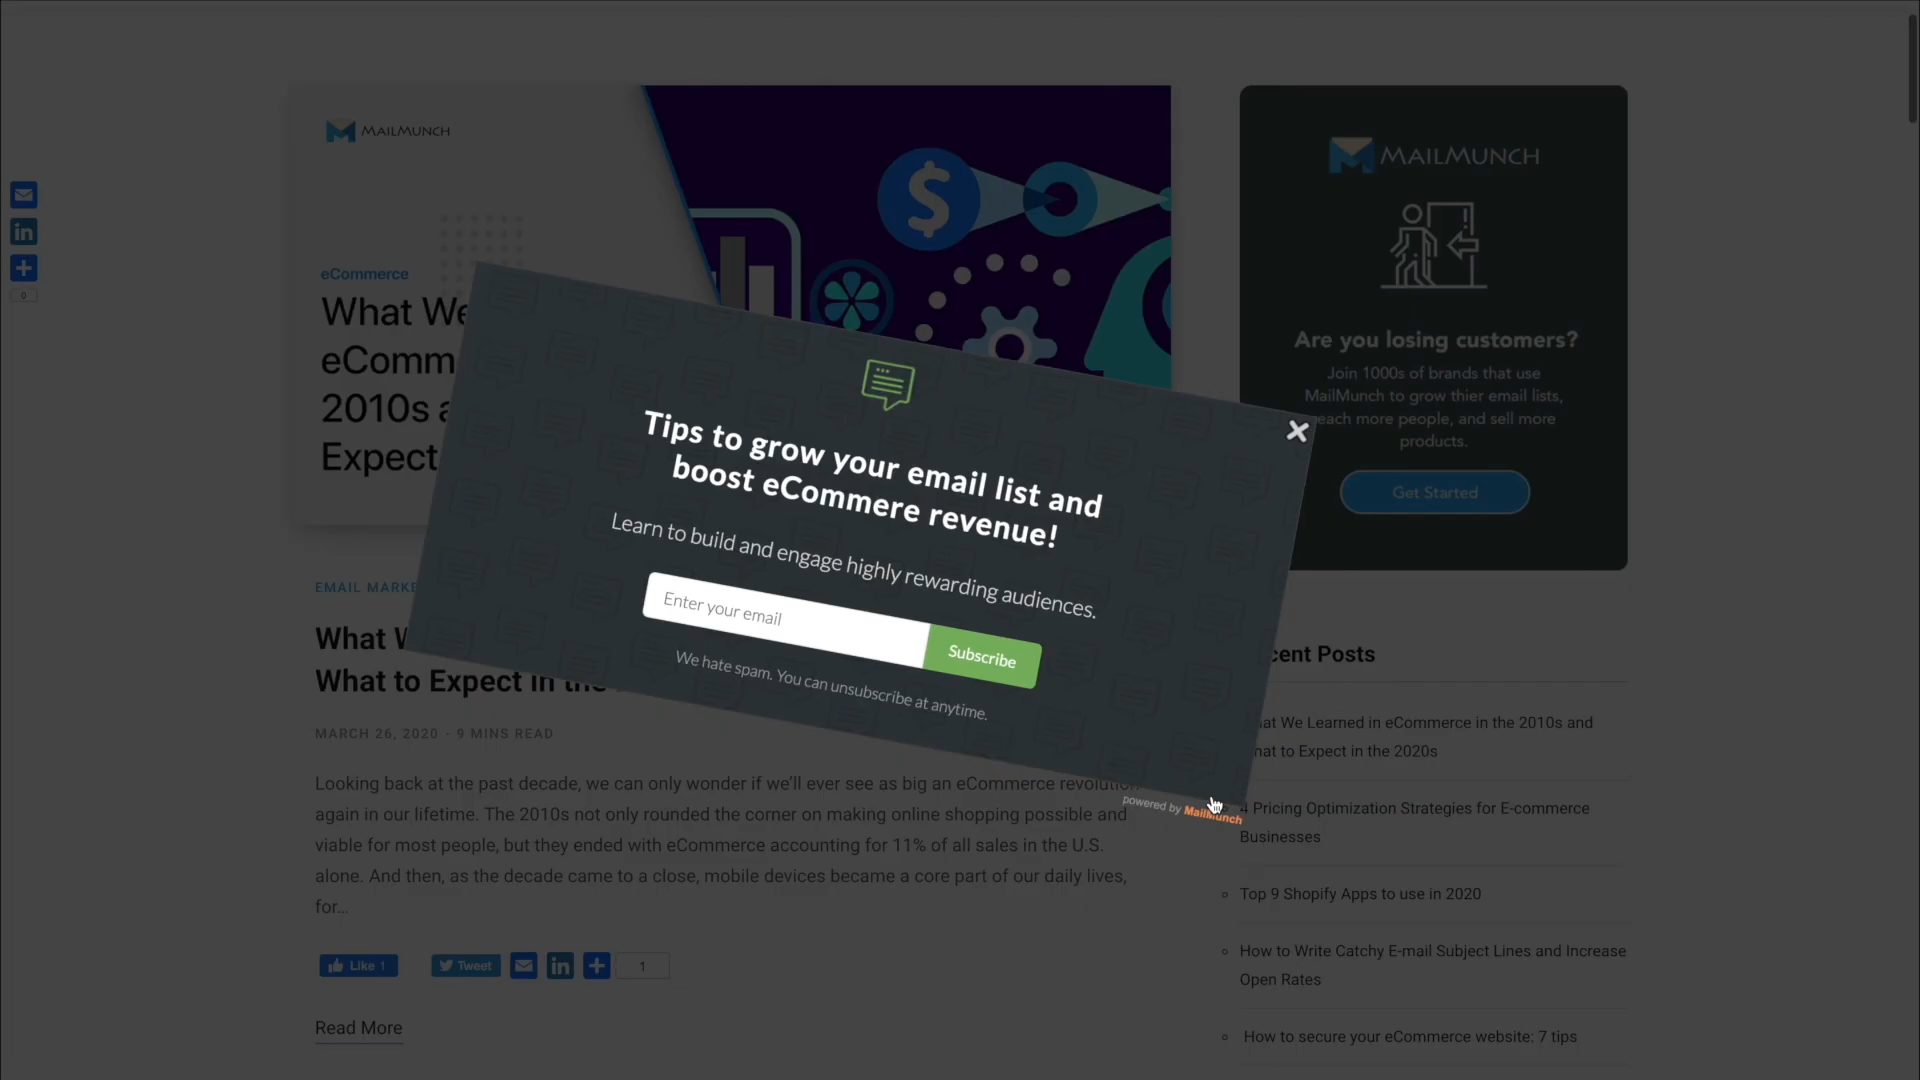 MAILMUNCH
eCommerce
What We
eComm
2010s a
Expect
0
MAILMUNCH
Are you losing customers?
Join 1000s of brands that use
MailMunch to grow thier email lists,
each more people, and sell more
products.
Get Started
Tips to grow your email list and
boost eCommere revenue!
Learn to build and engage highly rewarding audiences.
Enter your email
Subscribe
We hate spam. You can unsubscribe at anytime.
powered by MailMunch
EMAIL MARKE
What W
What to Expect in the
MARCH 26, 2020 - 9 MINS READ
Looking back at the past decade, we can only wonder if we'll ever see as big an eCommerce revolution
again in our lifetime. The 2010s not only rounded the corner on making online shopping possible and
viable for most people, but they ended with eCommerce accounting for 11% of all sales in the U.S.
alone. And then, as the decade came to a close, mobile devices became a core part of our daily lives,
for...
Like 1
Tweet
1
Read More
cent Posts
at We Learned in eCommerce in the 2010s and
hat to Expect in the 2020s
4 Pricing Optimization Strategies for E-commerce
Businesses
Top 9 Shopify Apps to use in 2020
How to Write Catchy E-mail Subject Lines and Increase
Open Rates
How to secure your eCommerce website: 7 tips